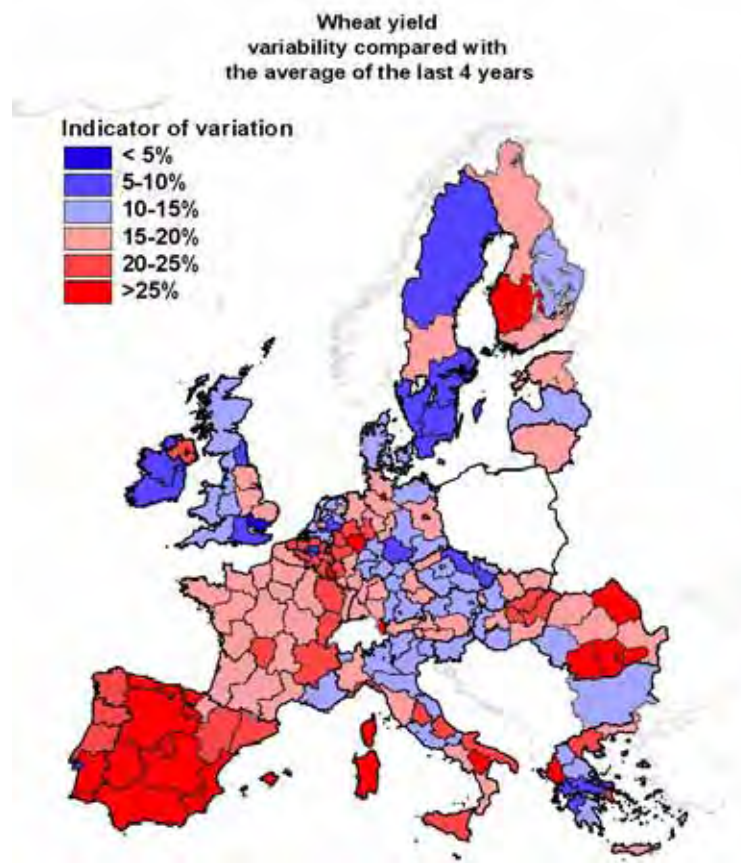 Wheat yield
variability compared with
the average of the last 4 years
Indicator of variation
< 5%
5-10%
10-15%
15-20%
20-25%
>25%